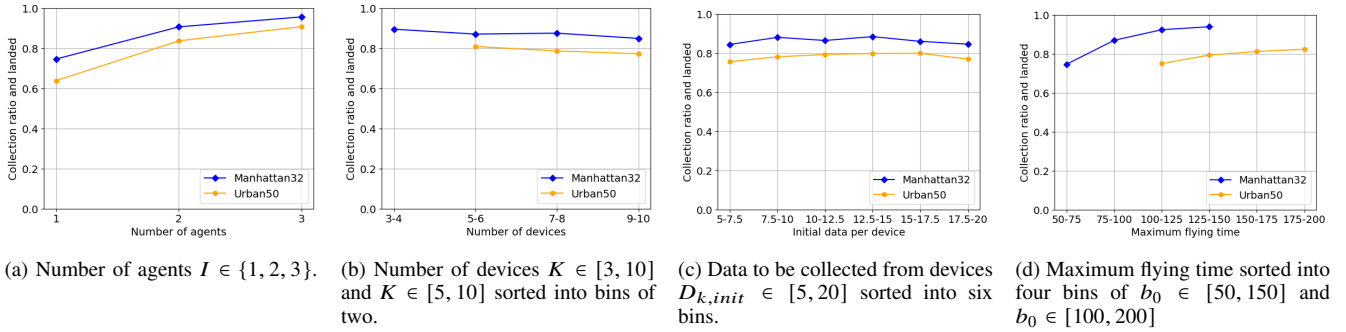 Collection ratio and landed
1.0
0.8
0.6
0.4
0.2
0.0
Manhattan32
Urban50
1 2 3
Number of agents
Collection ratio and landed
1.0
0.8
0.6
0.4
0.2
0.0
Manhattan32
Urban50
3-4 5-6 7-8 9-10
Number of devices
Collection ratio and landed
1.0
0.8
0.6
0.4
0.2
0.0
Manhattan32
Urban50
5-7.5 7.5-10 10-12.5 12.5-15 15-17.5 17.5-20
Initial data per device
Collection ratio and landed
1.0
0.8
0.6
0.4
0.2
0.0
Manhattan32
Urban50
50-75 75-100 100-125 125-150 150-175 175-200
Maximum flying time
(a) Number of agents I ∈ {1, 2, 3}.
(b) Number of devices K ∈ [3, 10]
and K ∈ [5, 10] sorted into bins of
two.
(c) Data to be collected from devices
D_{k,init} ∈ [5, 20] sorted into six
bins.
(d) Maximum flying time sorted into
four bins of b_0 ∈ [50, 150] and
b_0 ∈ [100, 200]